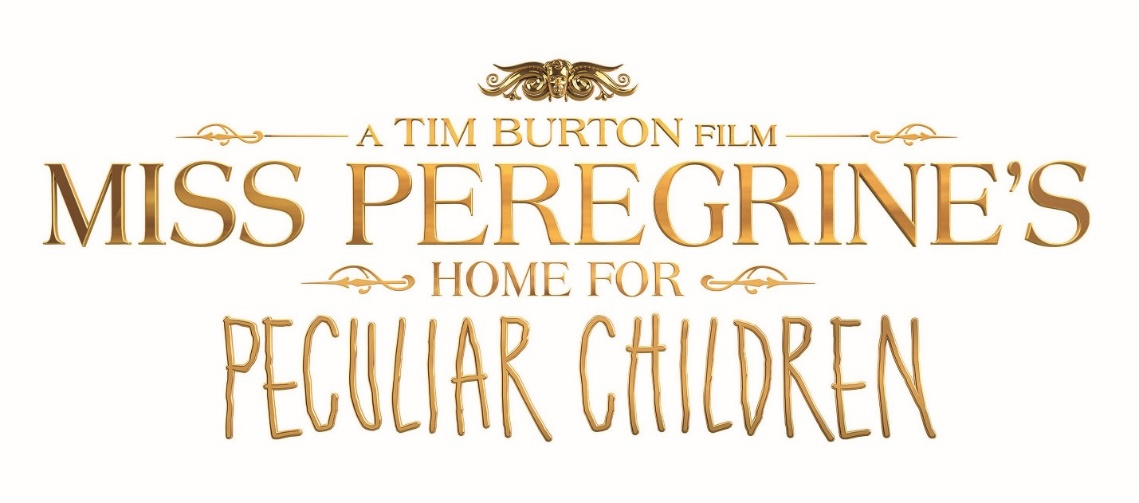 A TIM BURTON FILM
MISS PEREGRINE'S
HOME FOR
PECULIAR CHILDREN